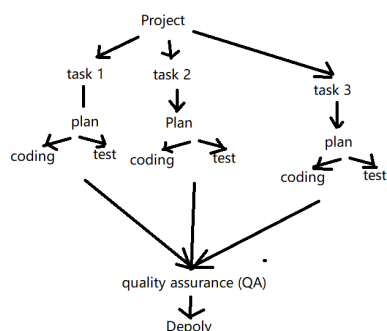 Project
task 1
task 2
task 3
plan
Plan
plan
coding
test
coding
test
coding
test
quality assurance (QA)
Depoly